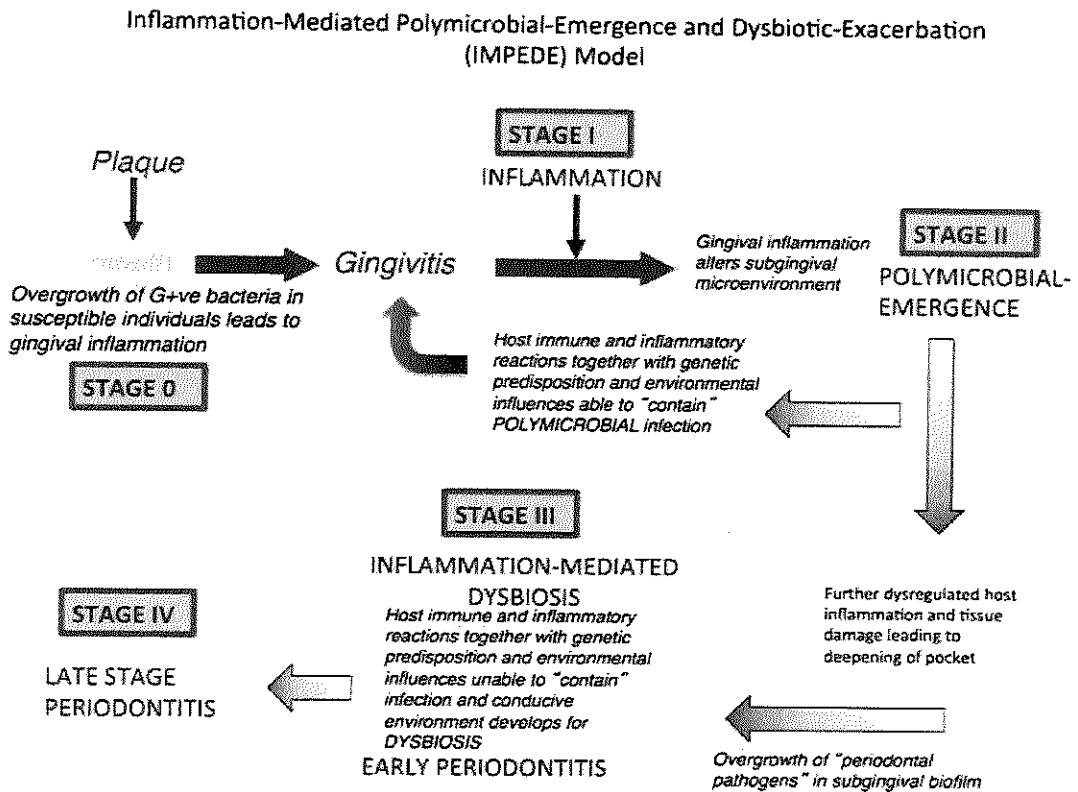 Inflammation-Mediated Polymicrobial-Emergence and Dysbiotic-Exacerbation
(IMPEDE) Model
STAGE I
INFLAMMATION
Plaque
Overgrowth of G+ve bacteria in
susceptible individuals leads to
gingival inflammation
STAGE 0
Gingivitis
Gingival inflammation
alters subgingival
microenvironment
STAGE II
POLYMICROBIAL-
EMERGENCE
Host immune and inflammatory
reactions together with genetic
predisposition and environmental
influences able to "contain"
POLYMICROBIAL infection
Further dysregulated host
inflammation and tissue
damage leading to
deepening of pocket
Overgrowth of "periodontal
pathogens" in subgingival biofilm
STAGE III
INFLAMMATION-MEDIATED
DYSBIOSIS
Host immune and inflammatory
reactions together with genetic
predisposition and environmental
influences unable to "contain"
infection and conducive
environment develops for
DYSBIOSIS
EARLY PERIODONTITIS
STAGE IV
LATE STAGE
PERIODONTITIS